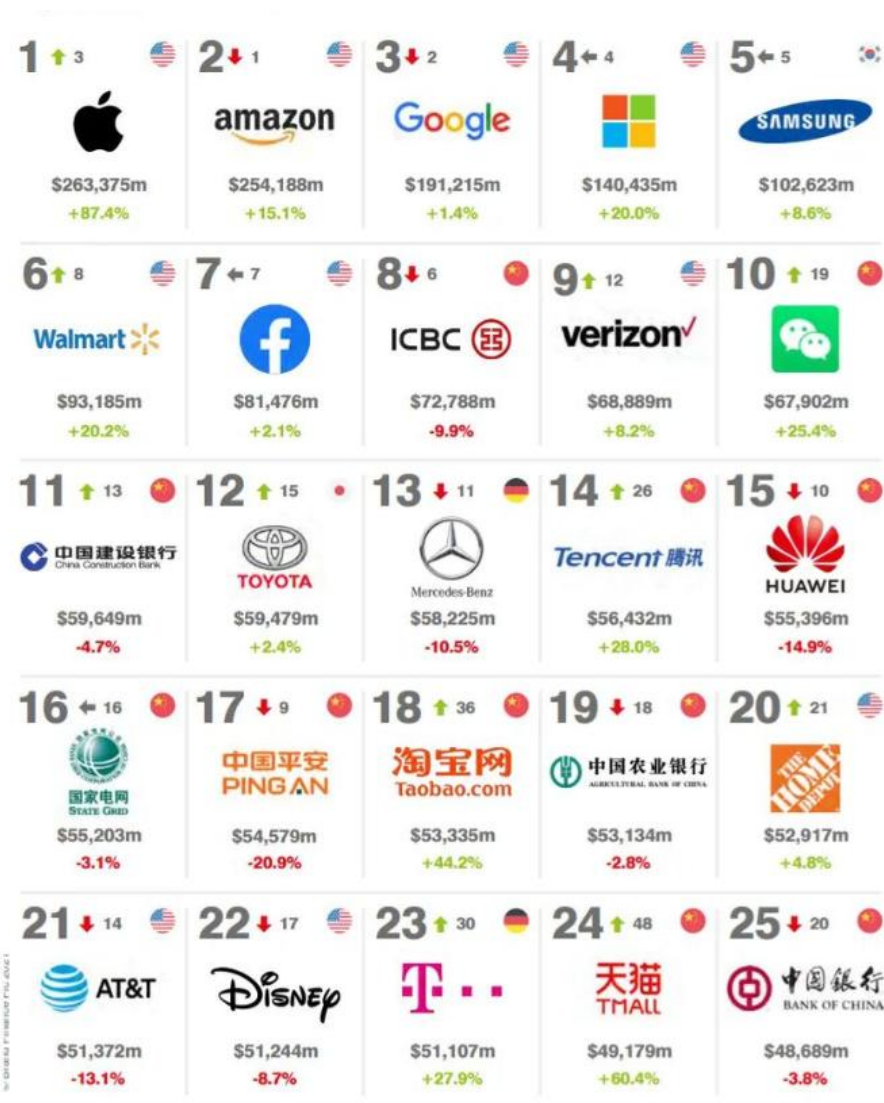 1 3
2 1
3 2
4 4
5 5
amazon
Google
SAMSUNG
$263,375m
$254,188m
$191,215m
$140,435m
$102,623m
+87.4%
+15.1%
+1.4%
+20.0%
+8.6%
6 8
7 7
8 6
9 12
10 19
Walmart
f
ICBC
verizon
$93,185m
$81,476m
$72,788m
$68,889m
$67,902m
+20.2%
+2.1%
-9.9%
+8.2%
+25.4%
11 13
12 15
13 11
14 26
15 10
中国建设银行
China Construction Bank
TOYOTA
Mercedes-Benz
Tencent 腾讯
HUAWEI
$59,649m
$59,479m
$58,225m
$56,432m
$55,396m
-4.7%
+2.4%
-10.5%
+28.0%
-14.9%
16 16
17 9
18 36
19 18
20 21
国家电网
STATE GRID
中国平安
PING AN
淘宝网
Taobao.com
中国农业银行
AGRICULTURAL BANK OF CHINA
THE
HOME
DEPOT
$55,203m
$54,579m
$53,335m
$53,134m
$52,917m
-3.1%
-20.9%
+44.2%
-2.8%
+4.8%
21 14
22 17
23 30
24 48
25 20
AT&T
Disney
T
天猫
TMALL
中国银行
BANK OF CHINA
$51,372m
$51,244m
$51,107m
$49,179m
$48,689m
-13.1%
-8.7%
+27.9%
+60.4%
-3.8%